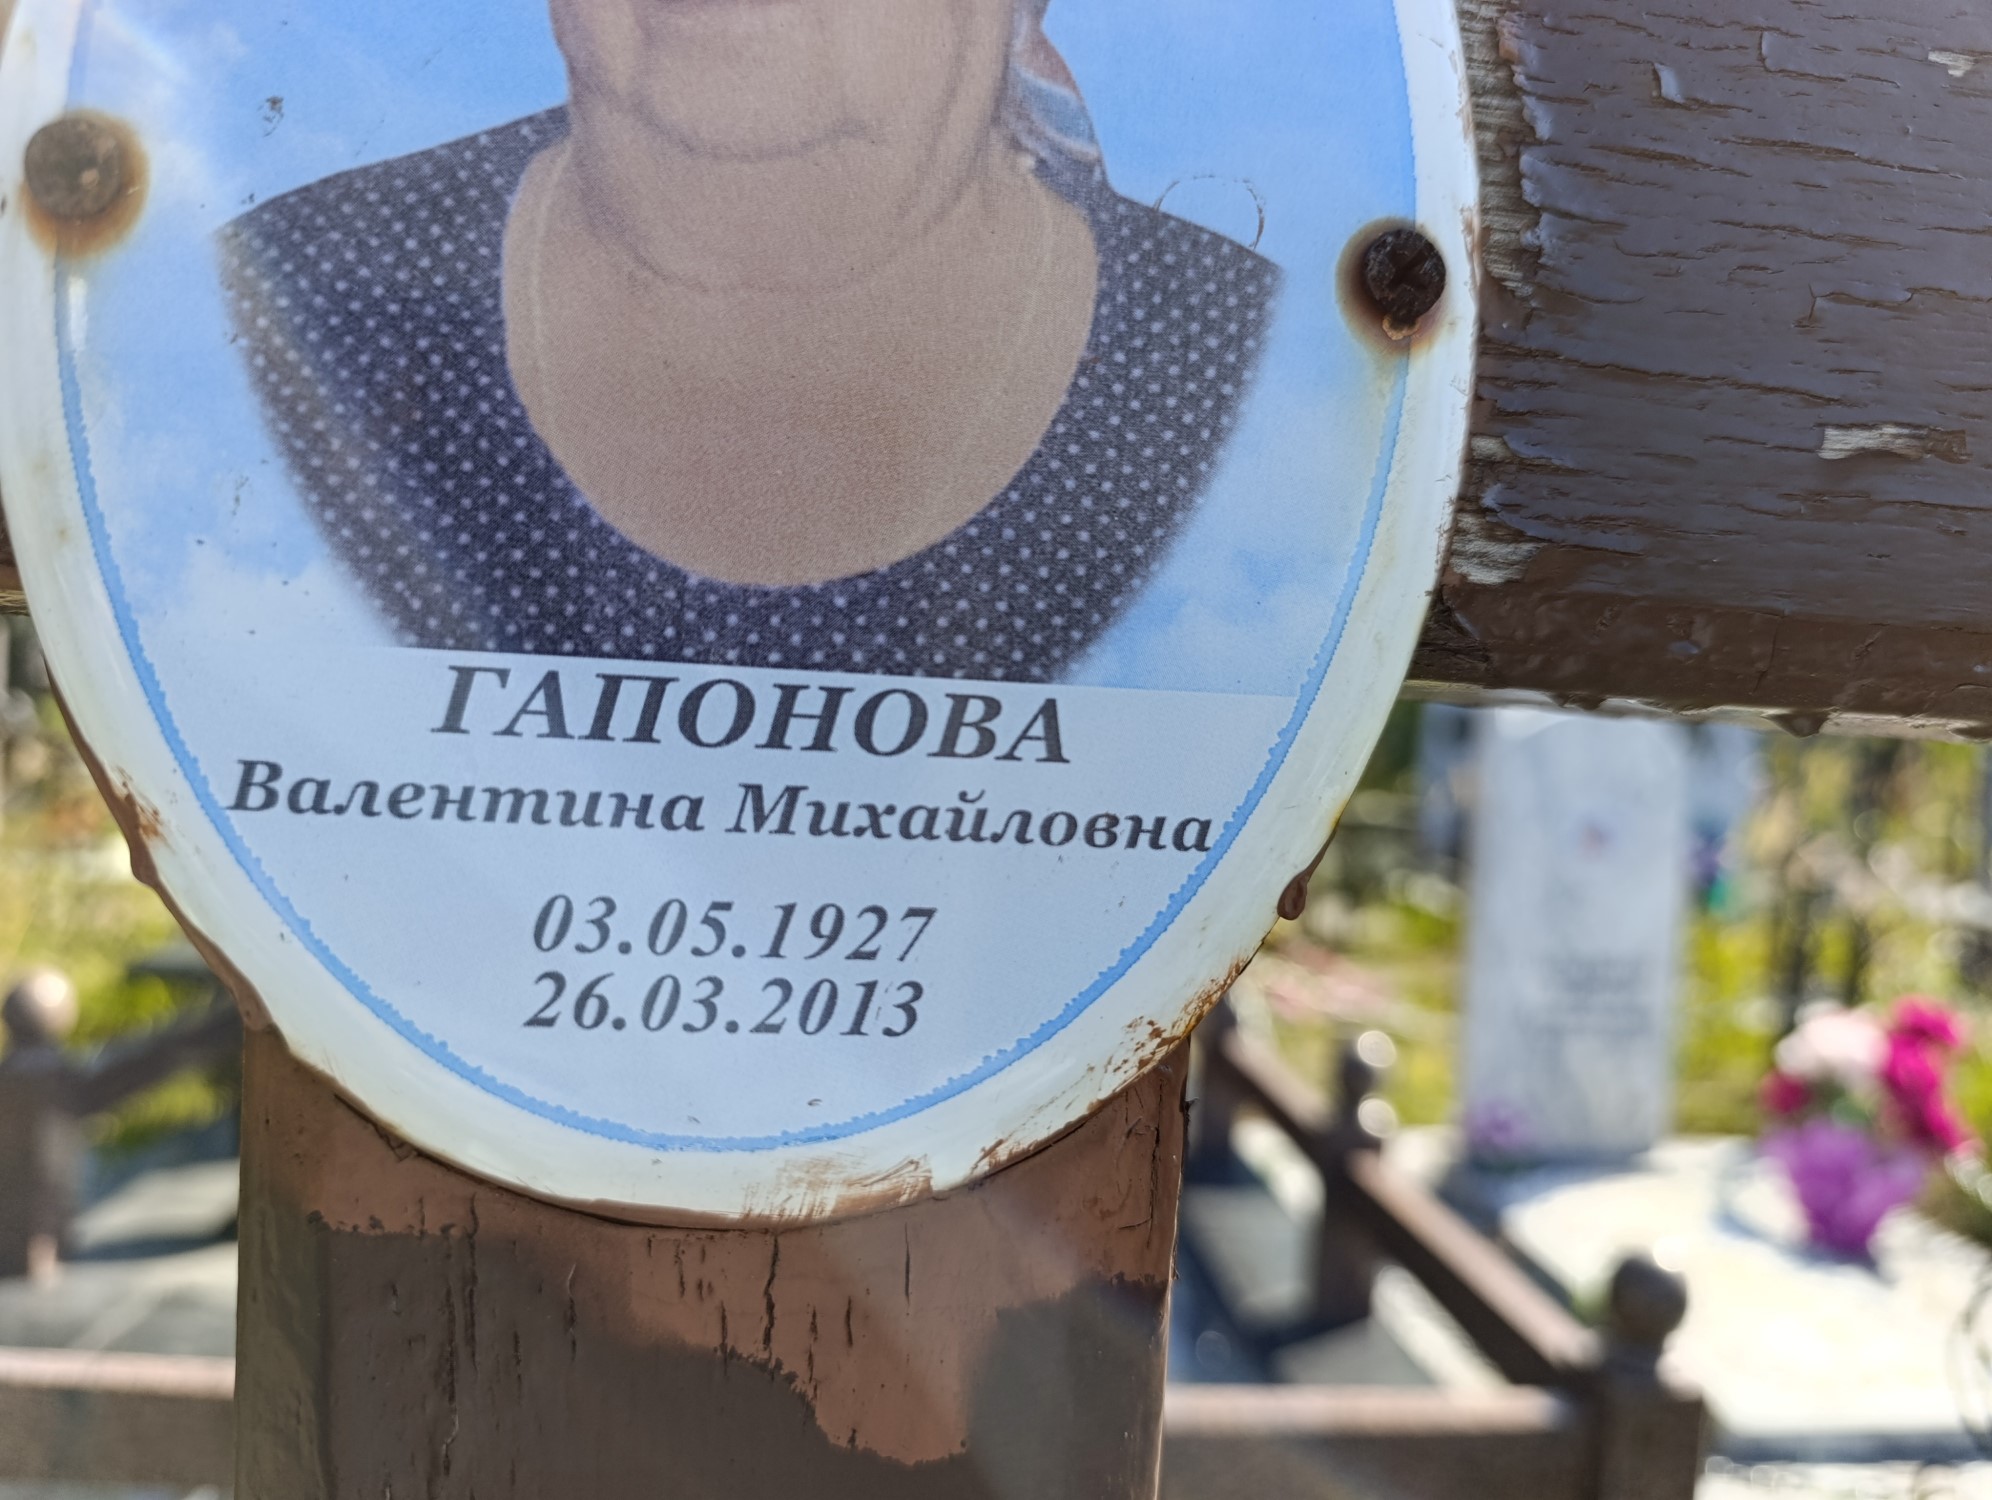 ГАПОНОВА
Валентина Михайловна
03.05.1927
26.03.2013